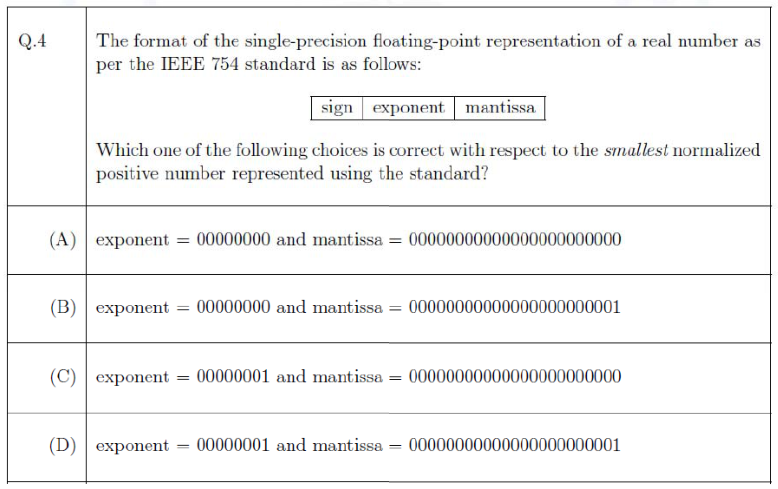 Q.4 The format of the single-precision floating-point representation of a real number as
per the IEEE 754 standard is as follows:
sign exponent mantissa
Which one of the following choices is correct with respect to the smallest normalized
positive number represented using the standard?
(A) exponent = 00000000 and mantissa = 00000000000000000000000
(B) exponent = 00000000 and mantissa = 00000000000000000000001
(C) exponent = 00000001 and mantissa = 00000000000000000000000
(D) exponent = 00000001 and mantissa = 00000000000000000000001